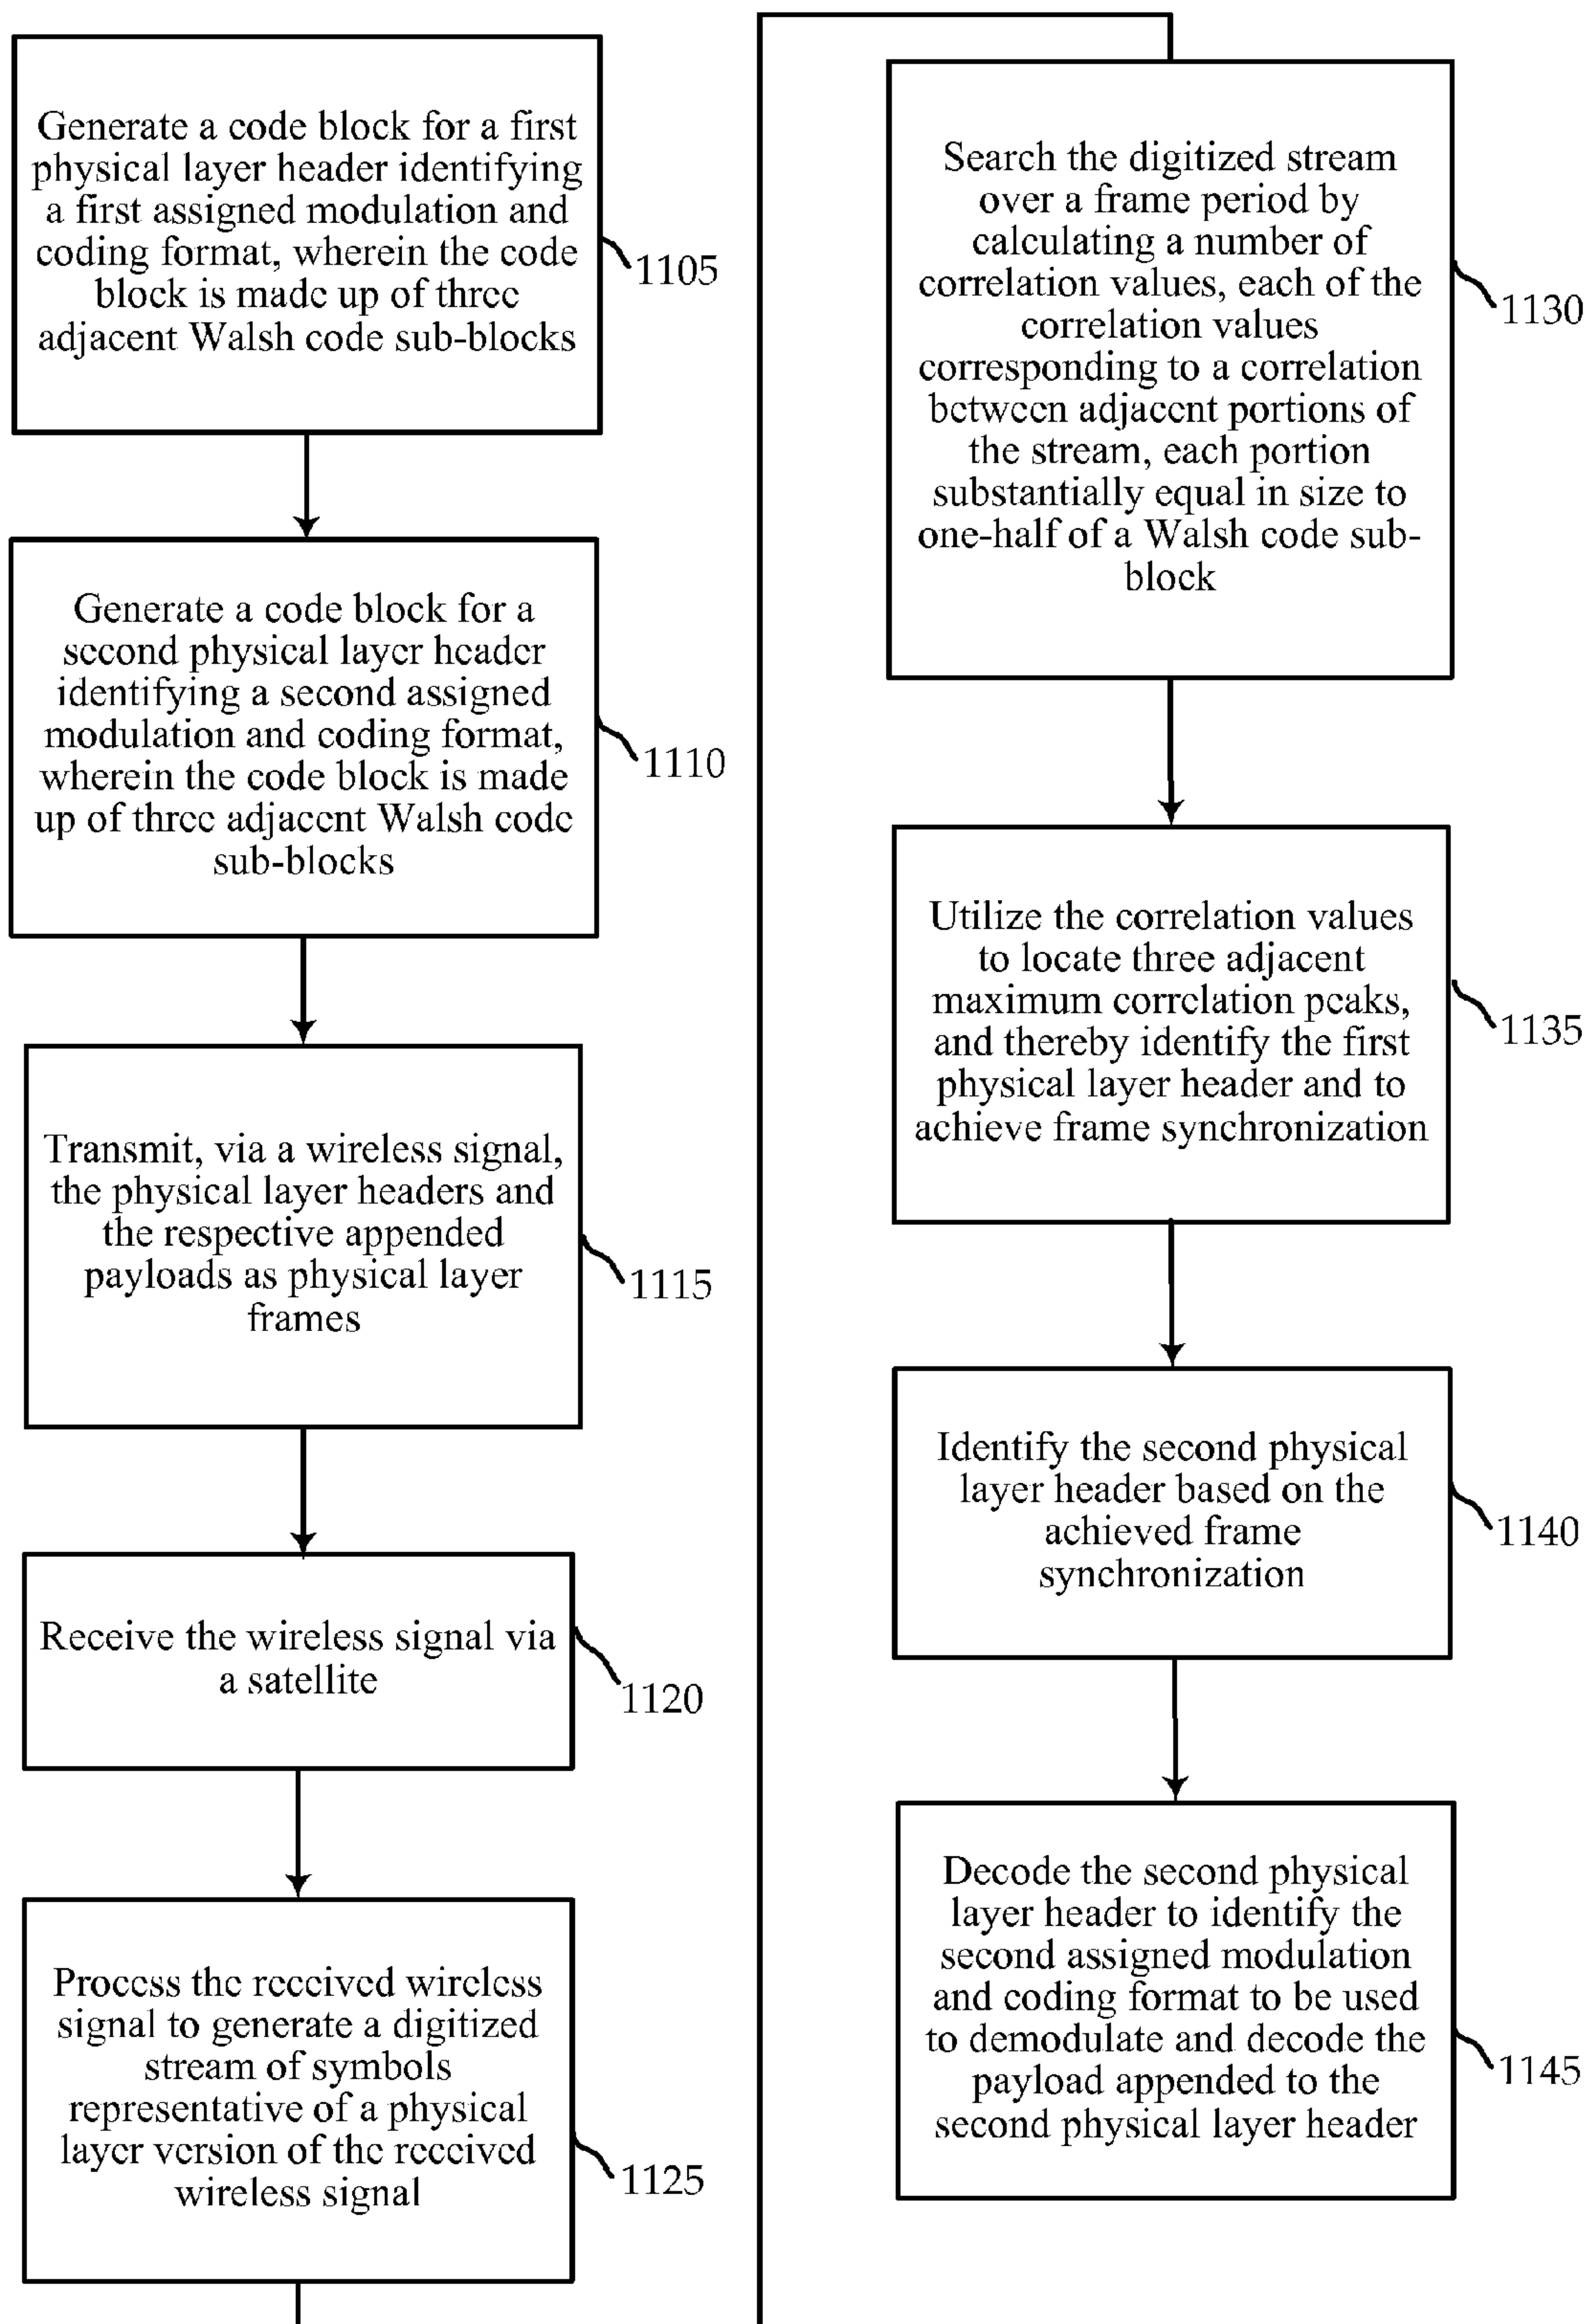 Generate a code block for a first
physical layer header identifying
a first assigned modulation and
coding format, wherein the code
block is made up of three
adjacent Walsh code sub-blocks
1105
Generate a code block for a
second physical layer header
identifying a second assigned
modulation and coding format,
wherein the code block is made
up of three adjacent Walsh code
sub-blocks
1110
Transmit, via a wireless signal,
the physical layer headers and
the respective appended
payloads as physical layer
frames
1115
Receive the wireless signal via
a satellite
1120
Process the received wireless
signal to generate a digitized
stream of symbols
representative of a physical
layer version of the received
wireless signal
1125
Search the digitized stream
over a frame period by
calculating a number of
correlation values, each of the
correlation values
corresponding to a correlation
between adjacent portions of
the stream, each portion
substantially equal in size to
one-half of a Walsh code sub-
block
1130
Utilize the correlation values
to locate three adjacent
maximum correlation peaks,
and thereby identify the first
physical layer header and to
achieve frame synchronization
1135
Identify the second physical
layer header based on the
achieved frame
synchronization
1140
Decode the second physical
layer header to identify the
second assigned modulation
and coding format to be used
to demodulate and decode the
payload appended to the
second physical layer header
1145